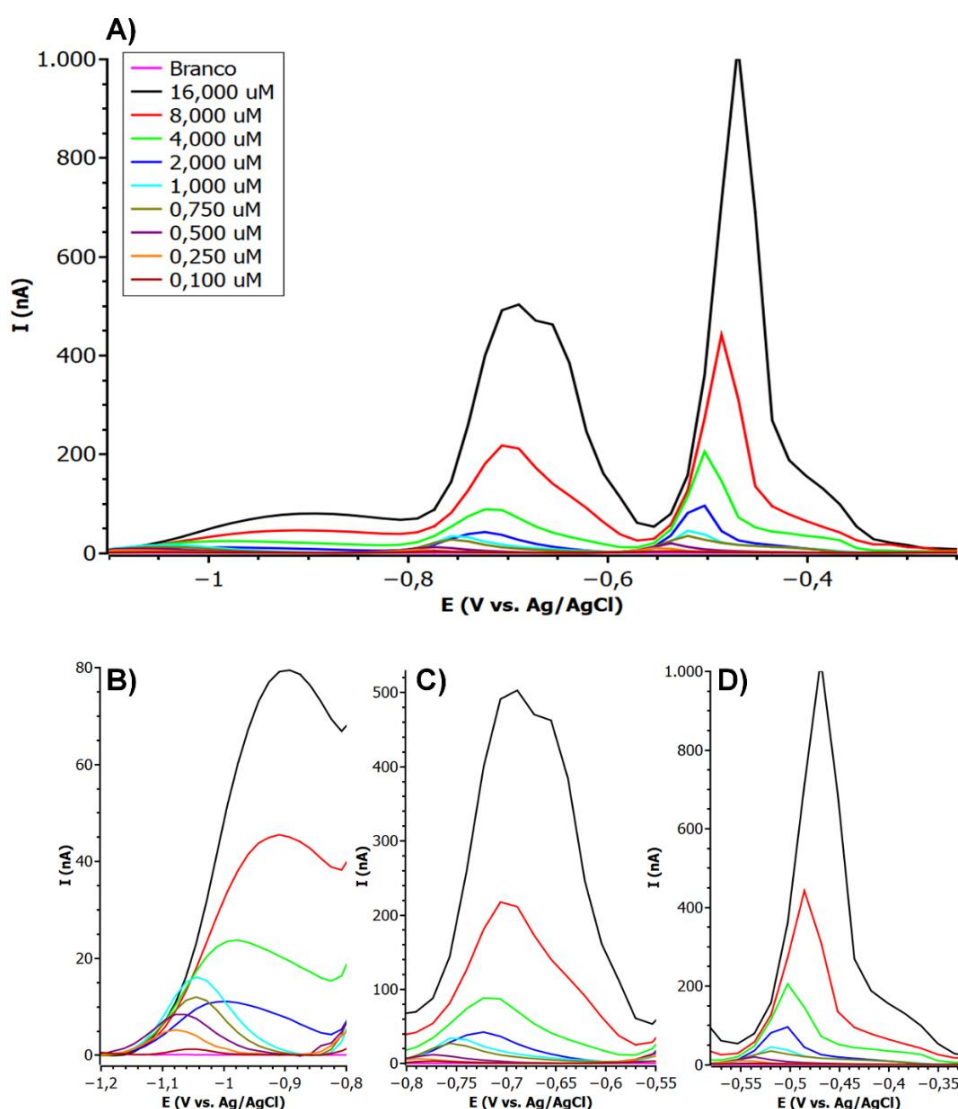 A)
1.000
800
600
400
200
0
I (nA)
Branco
16,000 uM
8,000 uM
4,000 uM
2,000 uM
1,000 uM
0,750 uM
0,500 uM
0,250 uM
0,100 uM
−1 −0,8 −0,6 −0,4
E (V vs. Ag/AgCl)
B)
80
60
40
20
0
I (nA)
−1,2 −1,1 −1 −0,9 −0,8
E (V vs. Ag/AgCl)
C)
500
400
300
200
100
0
I (nA)
−0,8 −0,75 −0,7 −0,65 −0,6 −0,55
E (V vs. Ag/AgCl)
D)
1.000
800
600
400
200
0
I (nA)
−0,55 −0,5 −0,45 −0,4 −0,35
E (V vs. Ag/AgCl)